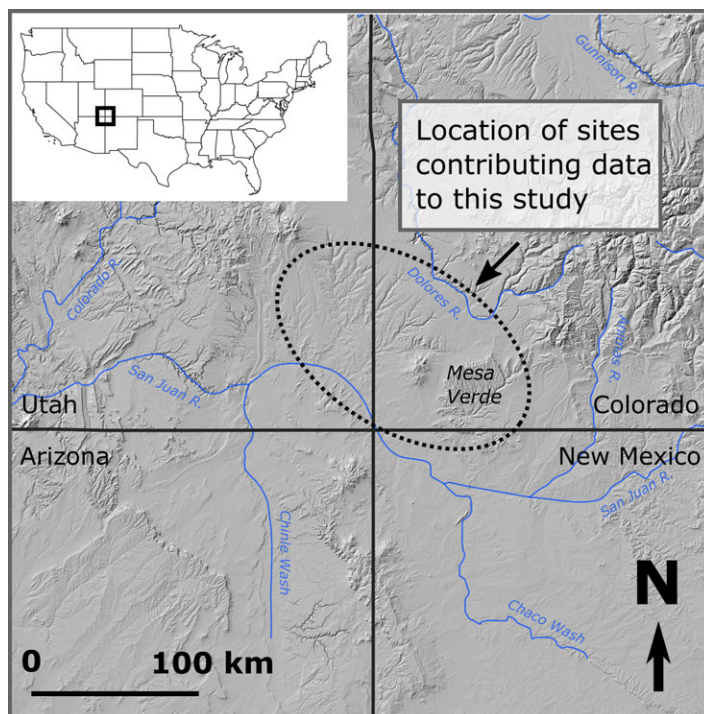 Gunnison R.
Location of sites
contributing data
to this study
Colorado R.
Dolores R.
Animas R.
San Juan R.
Mesa
Verde
Utah
Colorado
Arizona
New Mexico
San Juan R.
Chinle Wash
Chaco Wash
N
0
100 km